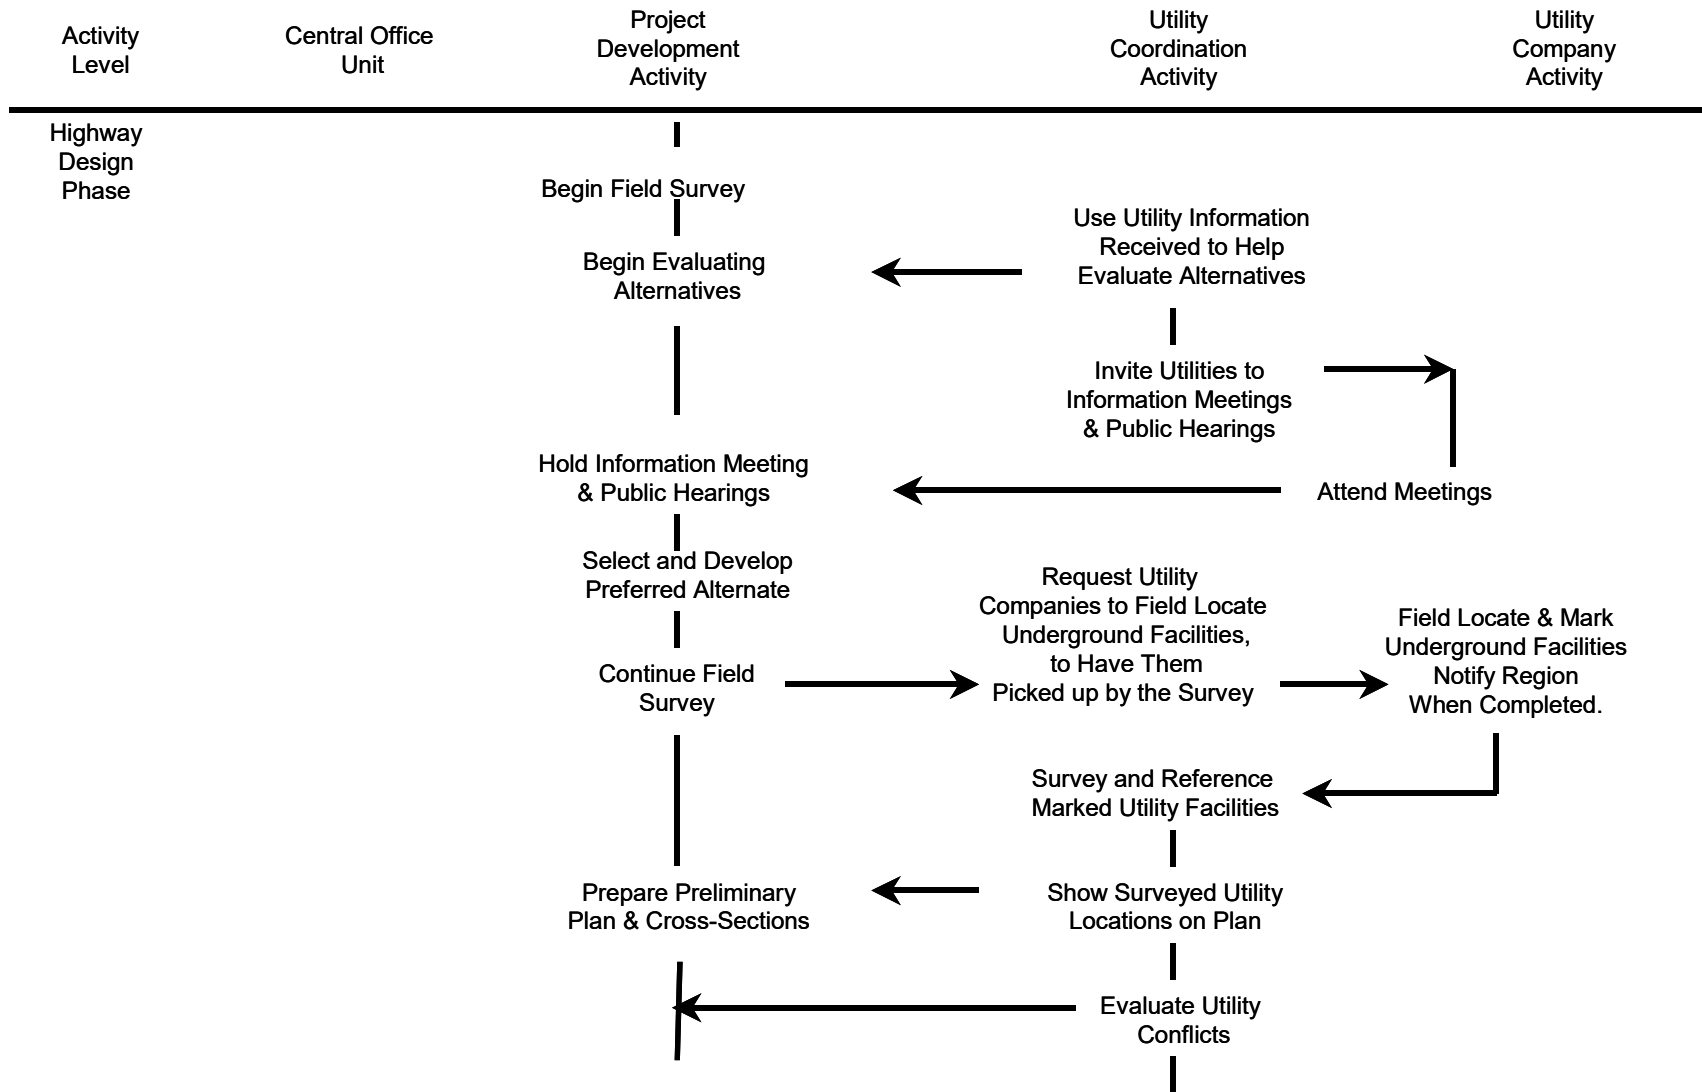 Activity
Level
Central Office
Unit
Project
Development
Activity
Utility
Coordination
Activity
Utility
Company
Activity
Highway
Design
Phase
Begin Field Survey
Use Utility Information
Received to Help
Evaluate Alternatives
Begin Evaluating
Alternatives
Invite Utilities to
Information Meetings
& Public Hearings
Hold Information Meeting
& Public Hearings
Attend Meetings
Select and Develop
Preferred Alternate
Request Utility
Companies to Field Locate
Underground Facilities,
to Have Them
Picked up by the Survey
Field Locate & Mark
Underground Facilities
Notify Region
When Completed.
Continue Field
Survey
Survey and Reference
Marked Utility Facilities
Prepare Preliminary
Plan & Cross-Sections
Show Surveyed Utility
Locations on Plan
Evaluate Utility
Conflicts